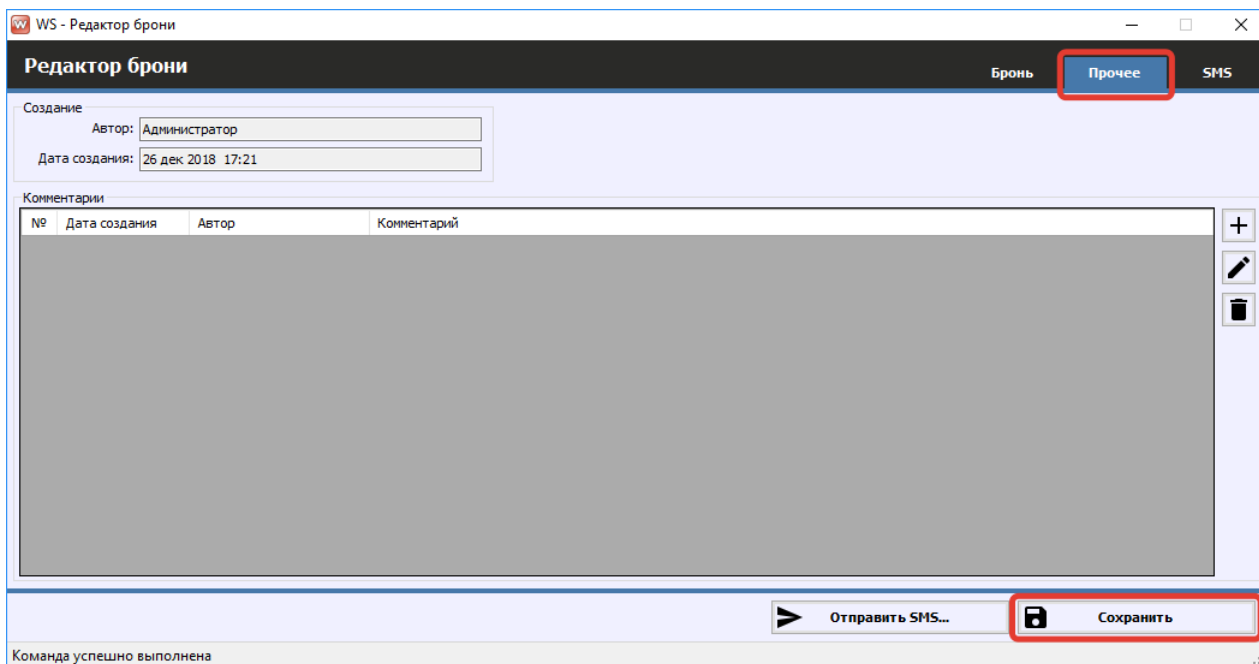 WS - Редактор брони
Редактор брони
Бронь Прочее SMS
Создание
Автор: Администратор
Дата создания: 26 дек 2018 17:21
Комментарии
№ Дата создания Автор Комментарий
Отправить SMS... Сохранить
Команда успешно выполнена